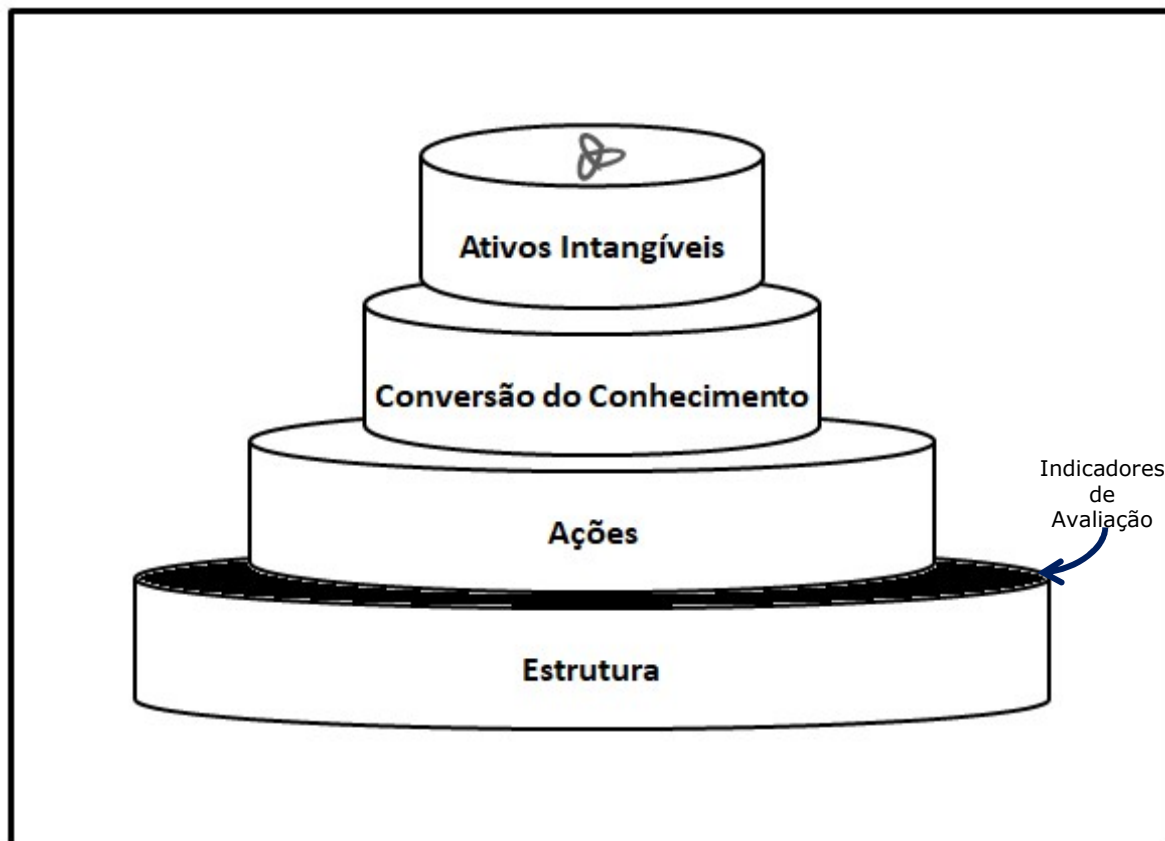 Ativos Intangíveis
Conversão do Conhecimento
Ações
Indicadores
de
Avaliação
Estrutura